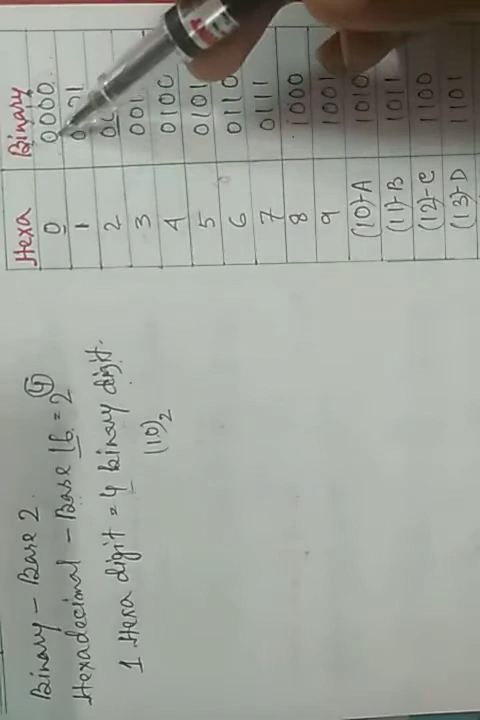 Binary – Base 2.
Hexadecimal – Base 16 = 2④
1 Hexa digit = 4 binary digit.
(10)₂
Hexa Binary
0 0000
1
2
3
4 0100
5 0101
6 0110
7 0111
8 1000
9 1001
(10)-A 1010
(11)-B 1011
(12)-C 1100
(13)-D 1101